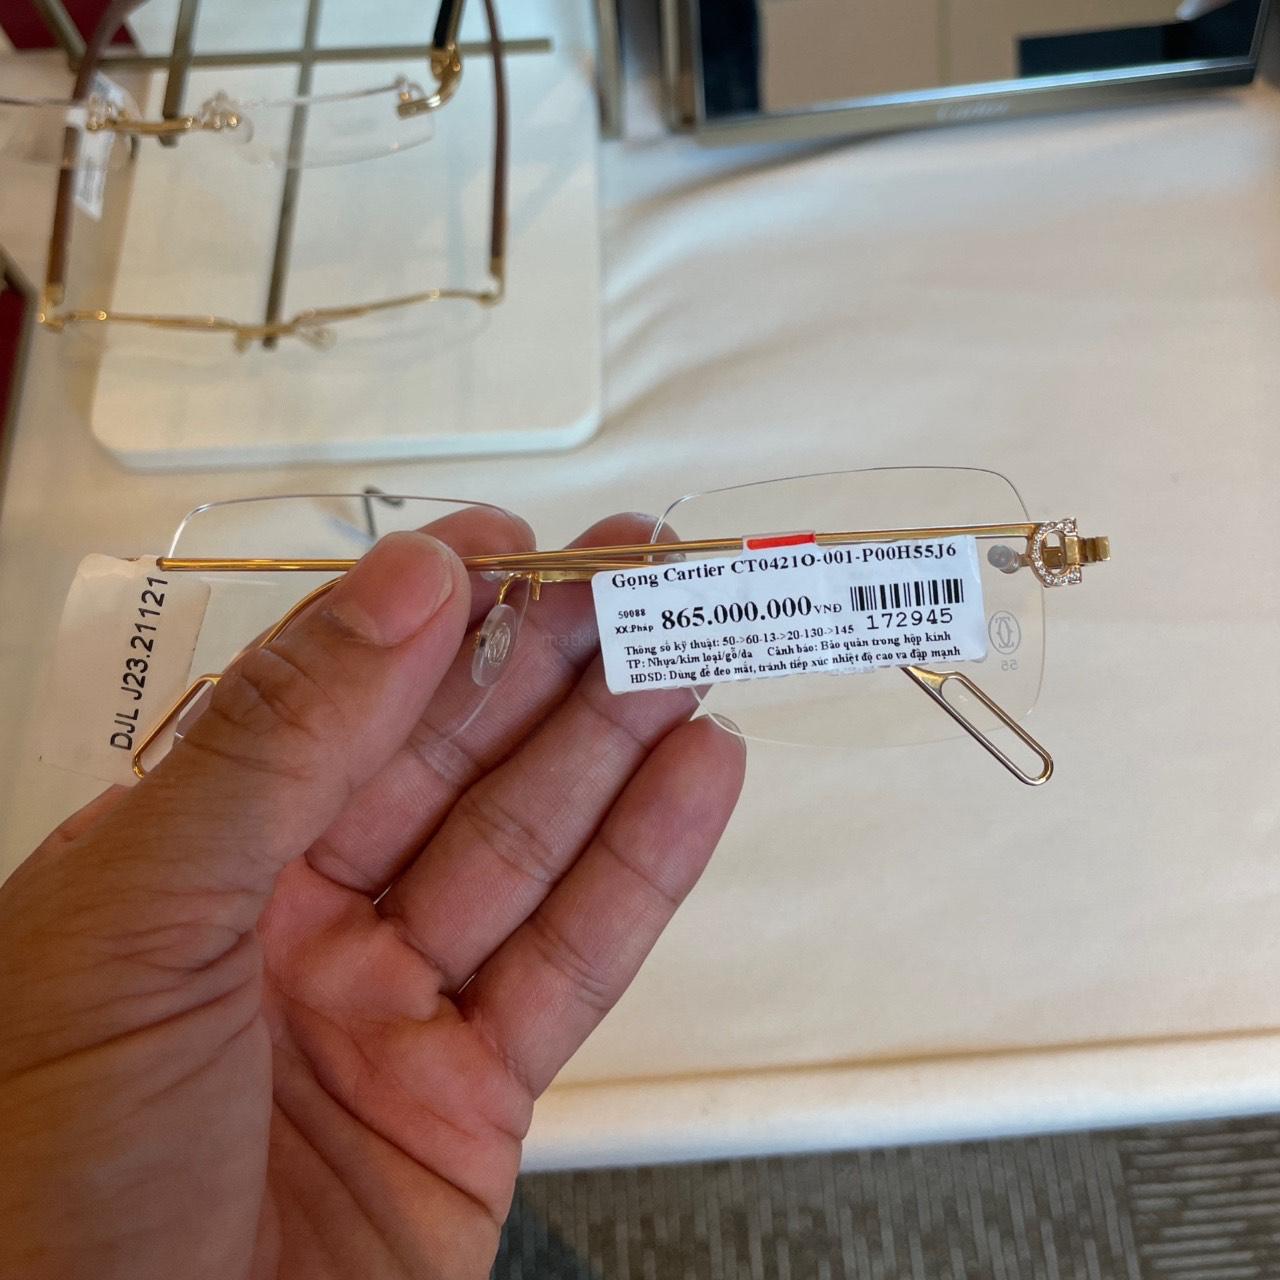 Gọng Cartier CT0421O-001-P00H55J6
50088
XX.Pháp
865.000.000VNĐ
172945
Thông số kỹ thuật: 50->60-13->20-130->145
TP: Nhựa/kim loại/gỗ/da Cảnh báo: Bảo quản trong hộp kính
HDSD: Dùng để đeo mắt, tránh tiếp xúc nhiệt độ cao va đập mạnh
DJL J23.21121
55